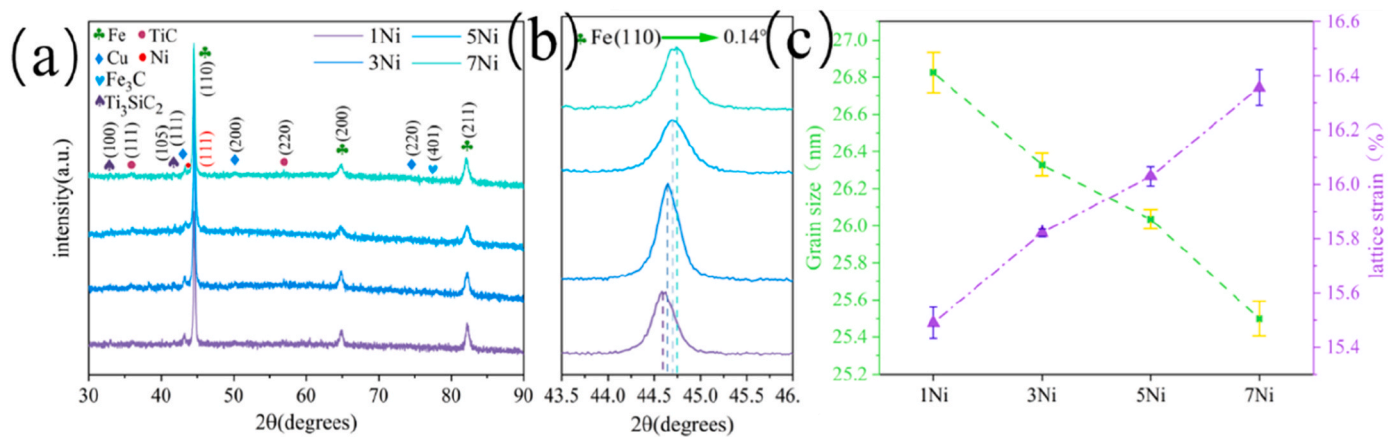 (a)
Fe TiC
Cu Ni
Fe3C
Ti3SiC2
1Ni 5Ni
3Ni 7Ni
(100)
(111)
(105)
(111)
(111)
(110)
(200)
(220)
(200)
(220)
(401)
(211)
intensity(a.u.)
30 40 50 60 70 80 90
2θ(degrees)
(b)
Fe(110) 0.14°
43.5 44.0 44.5 45.0 45.5 46.
2θ(degrees)
(c)
27.0
26.8
26.4
26.2
26.0
25.8
25.6
25.4
25.2
Grain size (nm)
16.6
16.4
16.2
16.0
15.8
15.6
15.4
lattice strain (%)
1Ni 3Ni 5Ni 7Ni